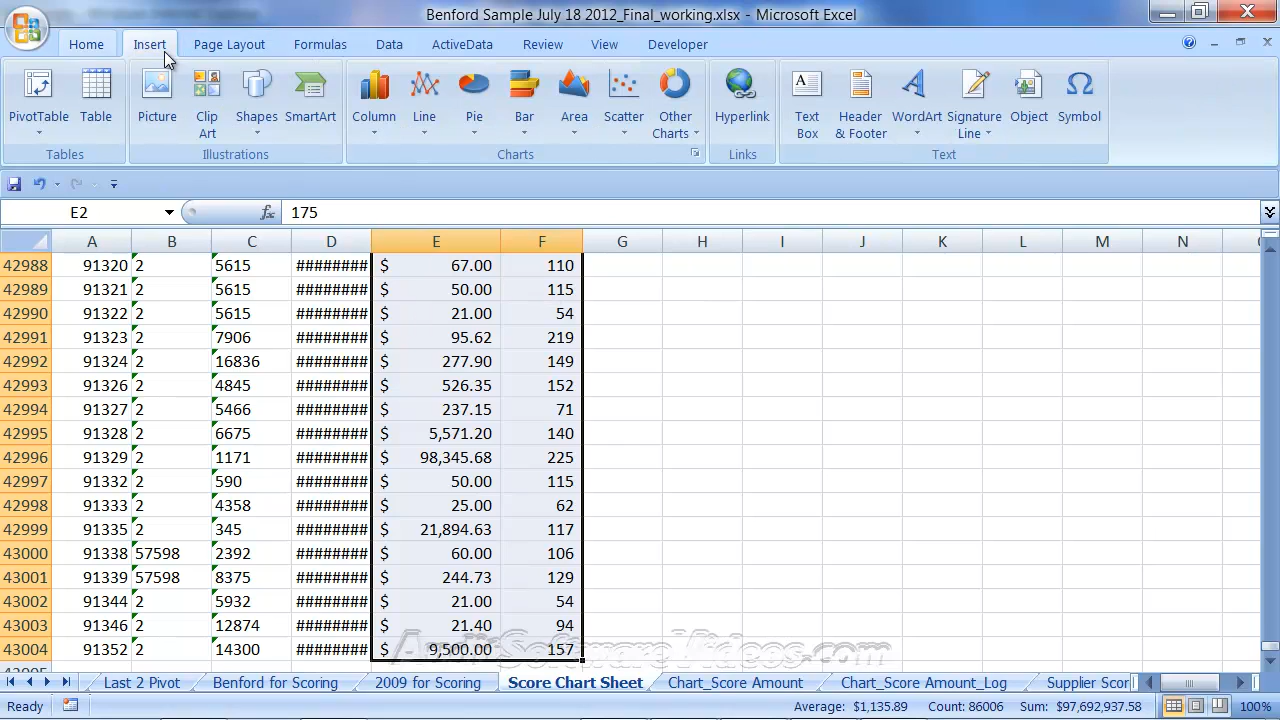 Benford Sample July 18 2012_Final_working.xlsx - Microsoft Excel
Home Insert Page Layout Formulas Data ActiveData Review View Developer
PivotTable Table Picture Clip Art Shapes SmartArt Column Line Pie Bar Area Scatter Other Charts Hyperlink Text Box Header & Footer WordArt Signature Line Object Symbol
Tables Illustrations Charts Links Text
E2 fx 175
A B C D E F G H I J K L M N
42988 91320 2 5615 ######## $ 67.00 110
42989 91321 2 5615 ######## $ 50.00 115
42990 91322 2 5615 ######## $ 21.00 54
42991 91323 2 7906 ######## $ 95.62 219
42992 91324 2 16836 ######## $ 277.90 149
42993 91326 2 4845 ######## $ 526.35 152
42994 91327 2 5466 ######## $ 237.15 71
42995 91328 2 6675 ######## $ 5,571.20 140
42996 91329 2 1171 ######## $ 98,345.68 225
42997 91332 2 590 ######## $ 50.00 115
42998 91333 2 4358 ######## $ 25.00 62
42999 91335 2 345 ######## $ 21,894.63 117
43000 91338 57598 2392 ######## $ 60.00 106
43001 91339 57598 8375 ######## $ 244.73 129
43002 91344 2 5932 ######## $ 21.00 54
43003 91346 2 12874 ######## $ 21.40 94
43004 91352 2 14300 ######## $ 9,500.00 157
AuditSoftwareVideos.com
Last 2 Pivot Benford for Scoring 2009 for Scoring Score Chart Sheet Chart_Score Amount Chart_Score Amount_Log Supplier Scor
Ready Average: $1,135.89 Count: 86006 Sum: $97,692,937.58 100%